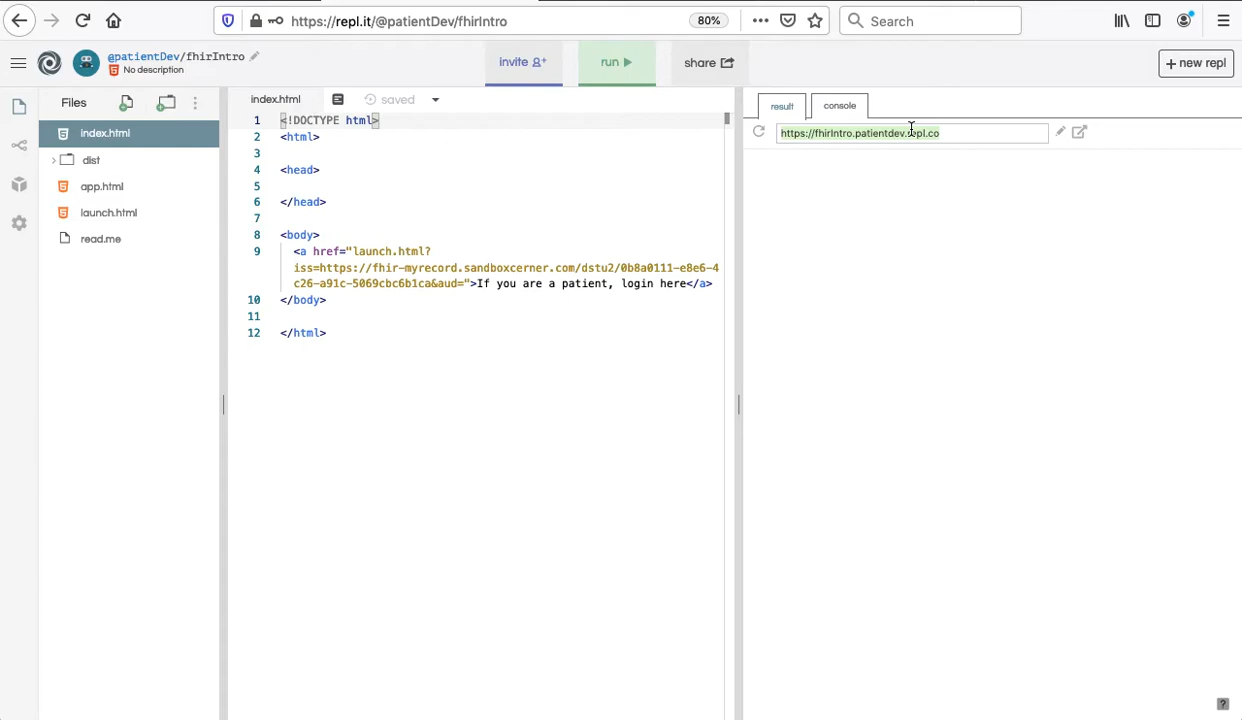 https://repl.it/@patientDev/fhirIntro
80%
Search
@patientDev/fhirIntro
No description
invite
run
share
+ new repl
Files
index.html
dist
app.html
launch.html
read.me
index.html
saved
1 <!DOCTYPE html>
2 <html>
3
4 <head>
5
6 </head>
7
8 <body>
9 <a href="launch.html?
iss=https://fhir-myrecord.sandboxcerner.com/dstu2/0b8a0111-e8e6-4
c26-a91c-5069cbc6b1ca&aud=">If you are a patient, login here</a>
10 </body>
11
12 </html>
result
console
https://fhirIntro.patientdev.repl.co
?